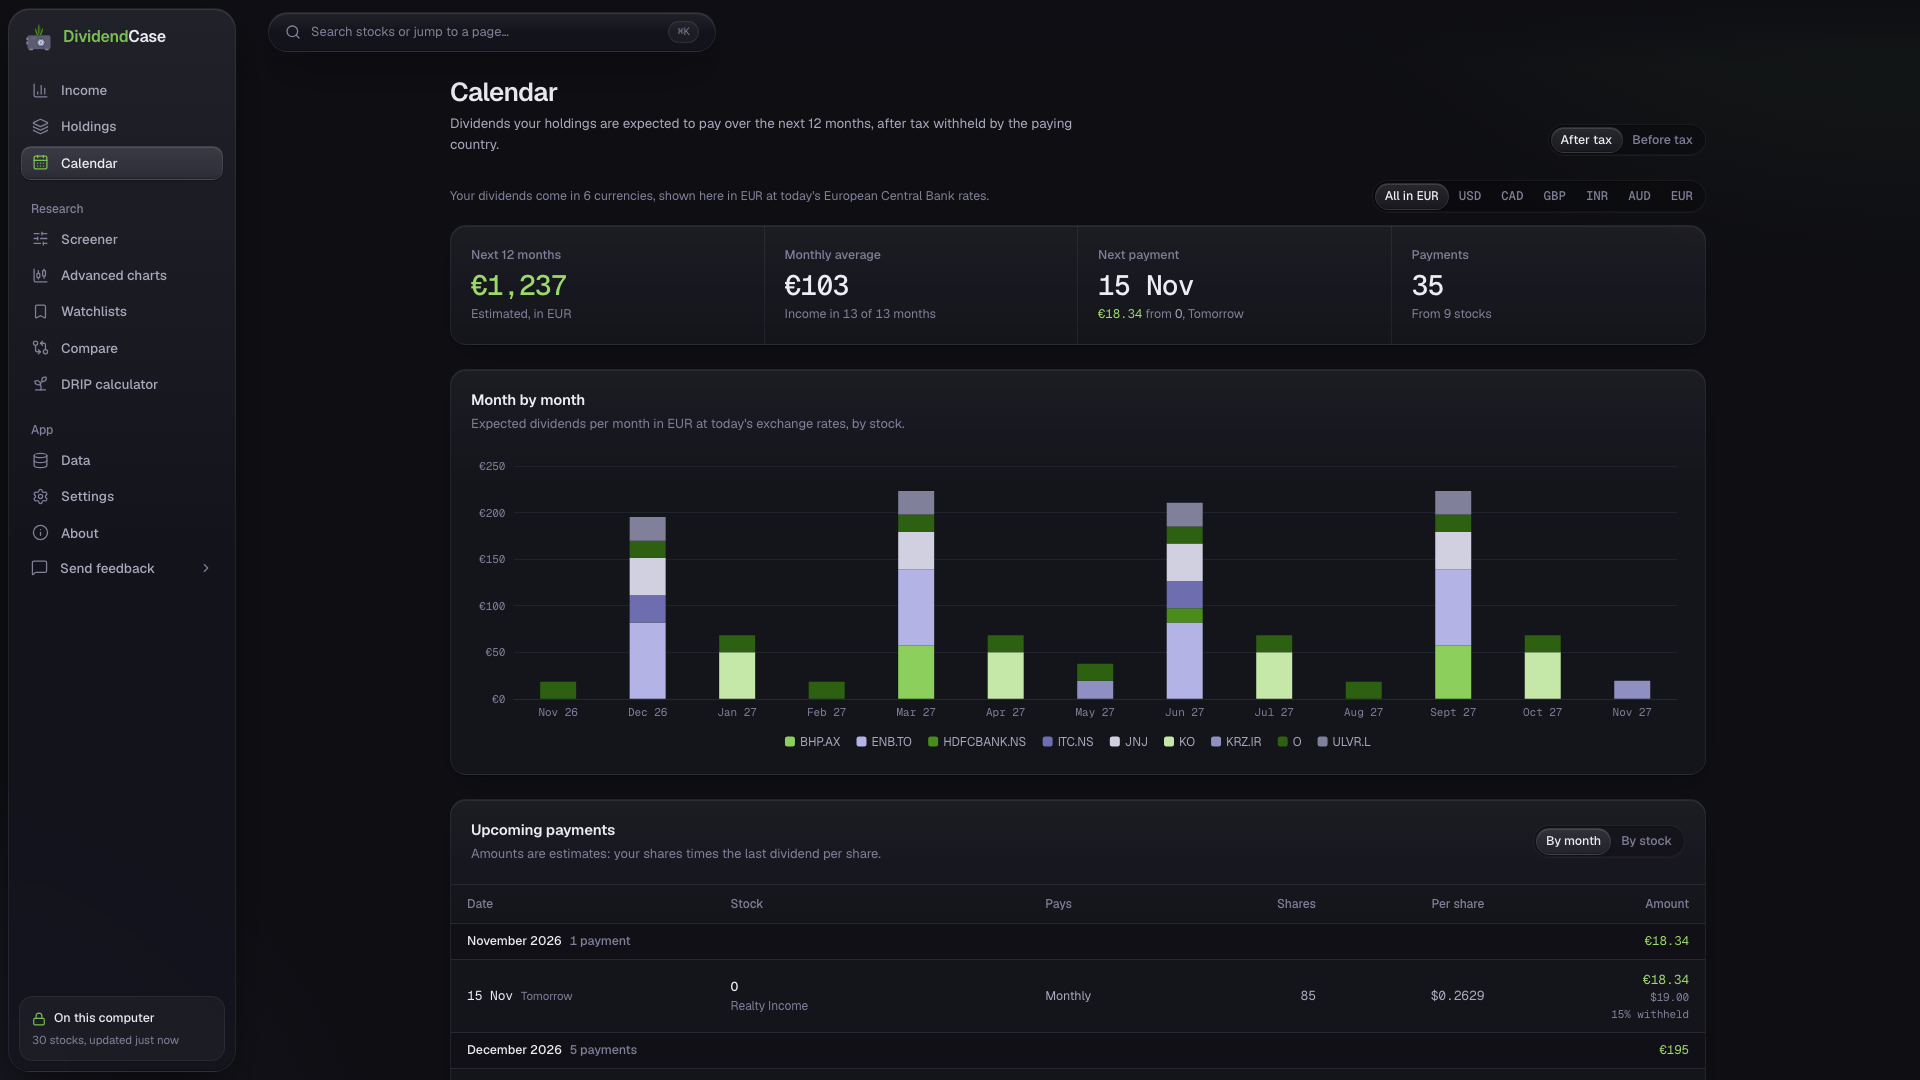 DividendCase
Search stocks or jump to a page…
⌘K
Income
Holdings
Calendar
Research
Screener
Advanced charts
Watchlists
Compare
DRIP calculator
App
Data
Settings
About
Send feedback
On this computer
30 stocks, updated just now
Calendar
Dividends your holdings are expected to pay over the next 12 months, after tax withheld by the paying
country.
After tax Before tax
Your dividends come in 6 currencies, shown here in EUR at today's European Central Bank rates.
All in EUR USD CAD GBP INR AUD EUR
Next 12 months
€1,237
Estimated, in EUR
Monthly average
€103
Income in 13 of 13 months
Next payment
15 Nov
€18.34 from O, Tomorrow
Payments
35
From 9 stocks
Month by month
Expected dividends per month in EUR at today's exchange rates, by stock.
€250
€200
€150
€100
€50
€0
Nov 26 Dec 26 Jan 27 Feb 27 Mar 27 Apr 27 May 27 Jun 27 Jul 27 Aug 27 Sept 27 Oct 27 Nov 27
BHP.AX ENB.TO HDFCBANK.NS ITC.NS JNJ KO KRZ.IR O ULVR.L
Upcoming payments
Amounts are estimates: your shares times the last dividend per share.
By month By stock
Date Stock Pays Shares Per share Amount
November 2026 1 payment €18.34
15 Nov Tomorrow
O
Realty Income
Monthly
85
$0.2629
€18.34
$19.00
15% withheld
December 2026 5 payments €195